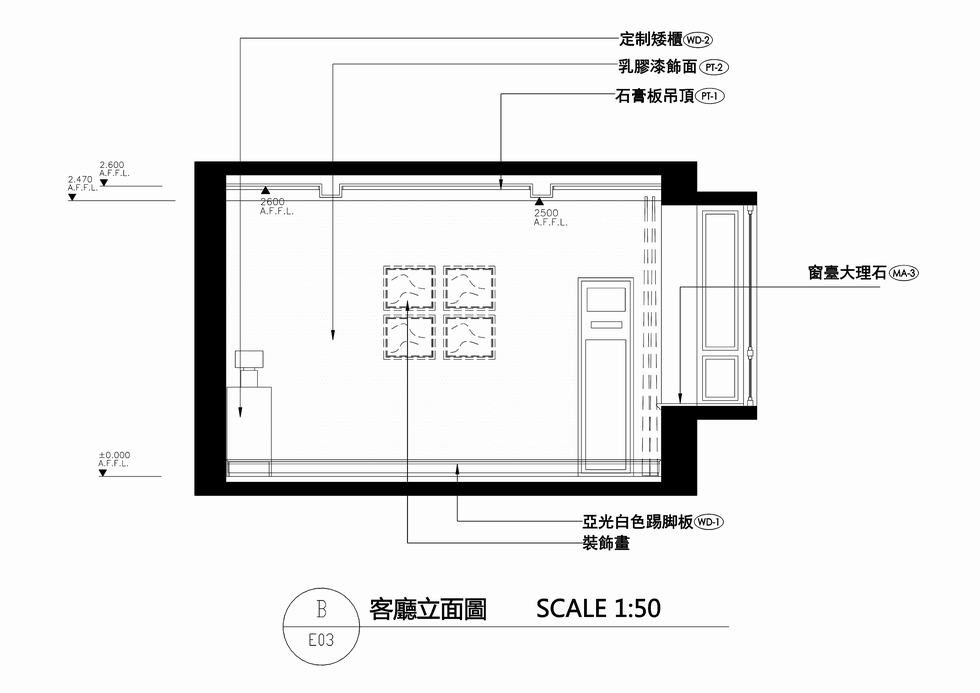 定制矮櫃 WD-2
乳膠漆飾面 PT-2
石膏板吊頂 PT-1
2.600
A.F.F.L.
2.470
A.F.F.L.
2600
A.F.F.L.
2500
A.F.F.L.
窗臺大理石 MA-3
±0.000
A.F.F.L.
亞光白色踢脚板 WD-1
裝飾畫
B
E03
客廳立面圖 SCALE 1:50